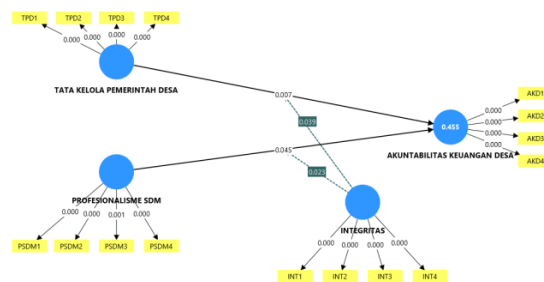 TPD1 TPD2 TPD3 TPD4
0.000 0.000 0.000 0.000
TATA KELOLA PEMERINTAH DESA
0.007
0.039
0.045
0.023
AKD1
AKD2
AKD3
AKD4
0.000
0.000
0.000
0.000
0.455
AKUNTABILITAS KEUANGAN DESA
PROFESIONALISME SDM
0.000 0.000 0.001 0.000
PSDM1 PSDM2 PSDM3 PSDM4
INTEGRITAS
0.000 0.000 0.000 0.000
INT1 INT2 INT3 INT4